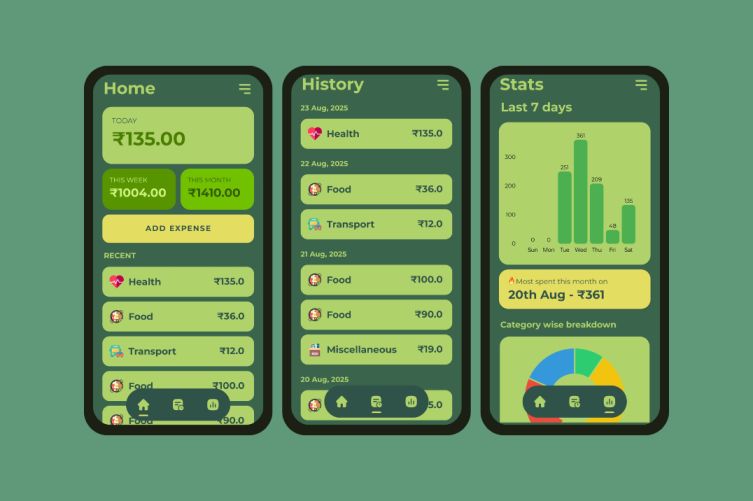 Home
TODAY
₹135.00
THIS WEEK
₹1004.00
THIS MONTH
₹1410.00
ADD EXPENSE
RECENT
Health ₹135.0
Food ₹36.0
Transport ₹12.0
Food ₹100.0
Food ₹90.0
History
23 Aug, 2025
Health ₹135.0
22 Aug, 2025
Food ₹36.0
Transport ₹12.0
21 Aug, 2025
Food ₹100.0
Food ₹90.0
Miscellaneous ₹19.0
20 Aug, 2025
5.0
Stats
Last 7 days
361
300
251
209
200
135
100
48
0 0 0
Sun Mon Tue Wed Thu Fri Sat
🔥Most spent this month on
20th Aug - ₹361
Category wise breakdown